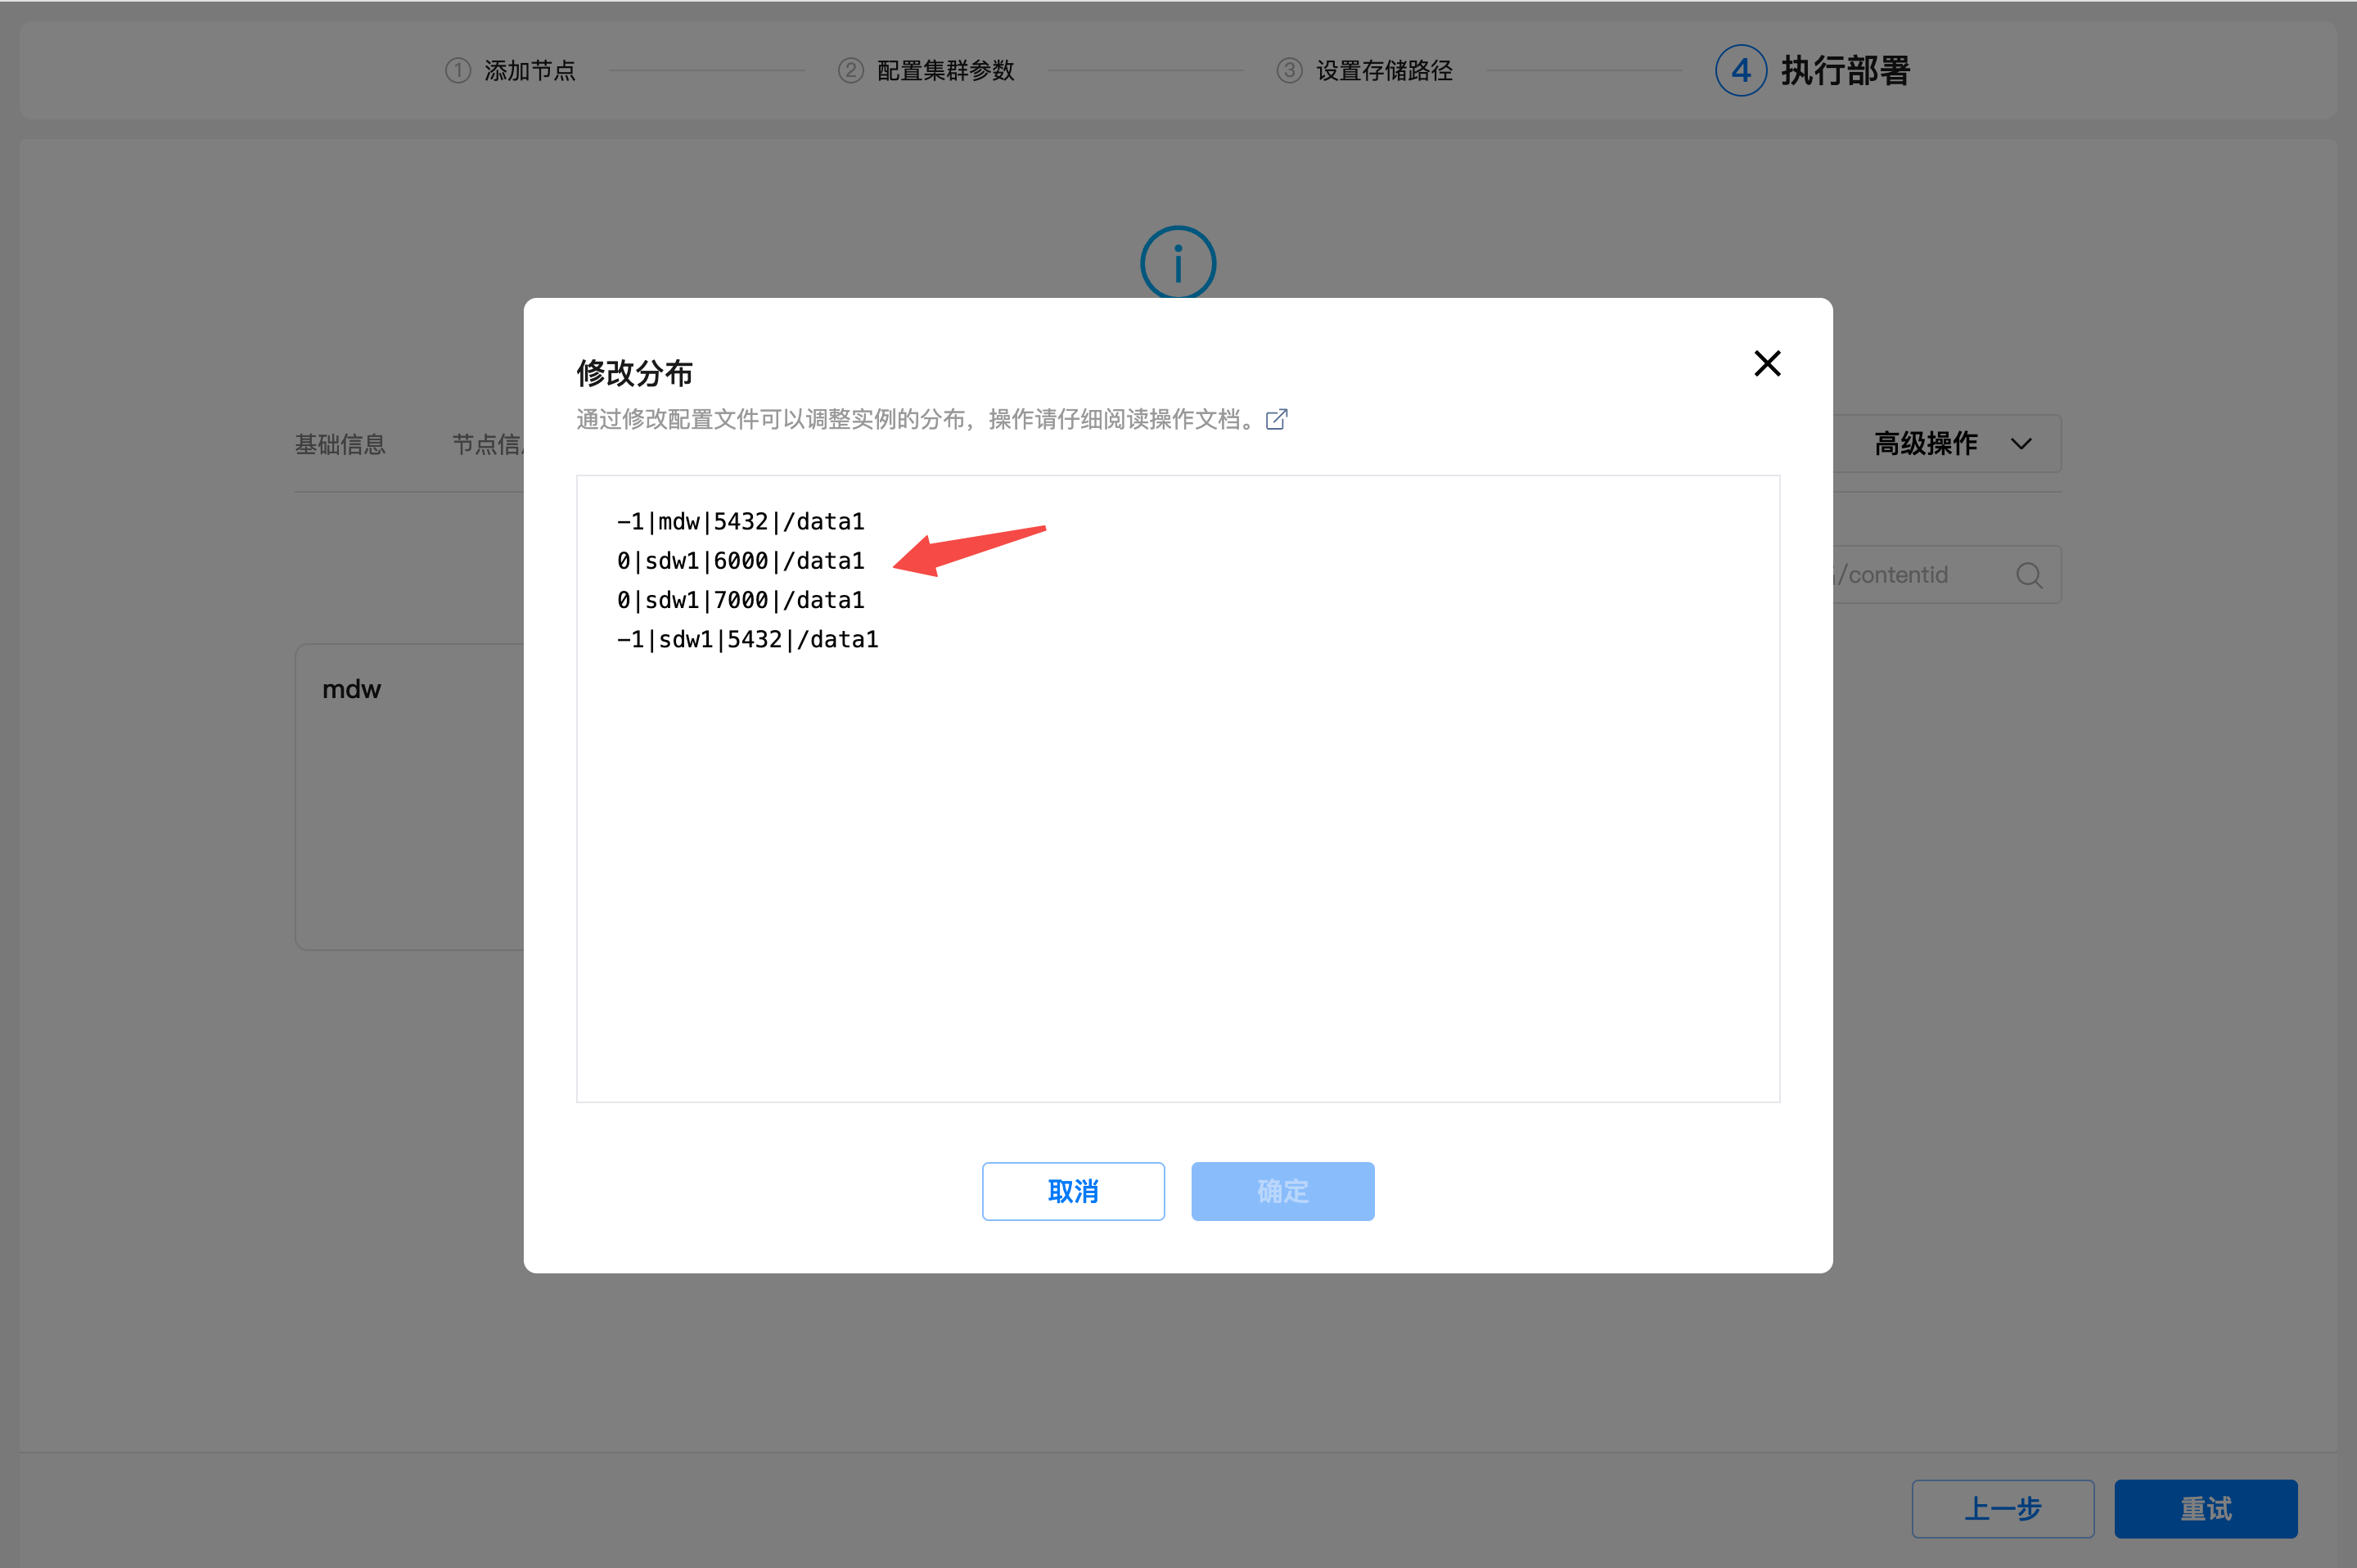 1 添加节点
2 配置集群参数
3 设置存储路径
4 执行部署
修改分布
通过修改配置文件可以调整实例的分布，操作请仔细阅读操作文档。
基础信息
节点信
高级操作
-1|mdw|5432|/data1
0|sdw1|6000|/data1
0|sdw1|7000|/data1
-1|sdw1|5432|/data1
/contentid
mdw
取消
确定
上一步
重试